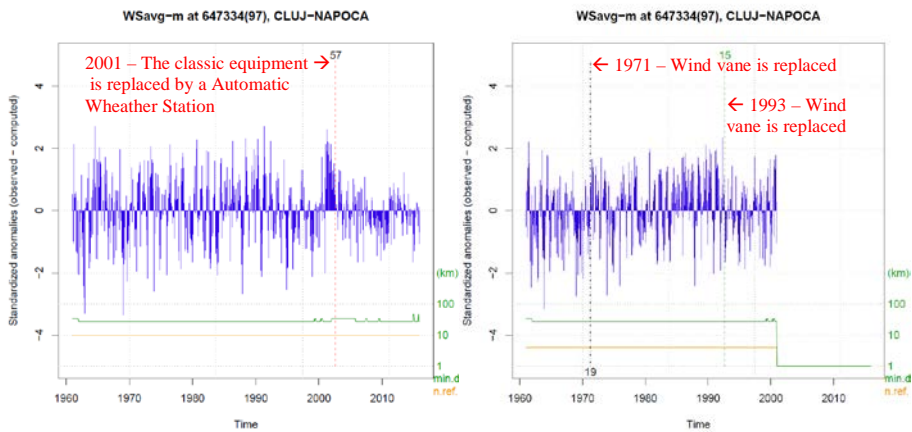 WSavg-m at 647334(97), CLUJ-NAPOCA
2001 – The classic equipment →
is replaced by a Automatic
Wheather Station
57
Standardized anomalies (observed - computed)
4
2
0
-2
-4
(km)
100
10
1
min.d
n.ref.
1960
1970
1980
1990
2000
2010
Time
WSavg-m at 647334(97), CLUJ-NAPOCA
15
← 1971 – Wind vane is replaced
← 1993 – Wind
vane is replaced
Standardized anomalies (observed - computed)
4
2
0
-2
-4
(km)
100
10
1
min.d
n.ref.
19
1960
1970
1980
1990
2000
2010
Time